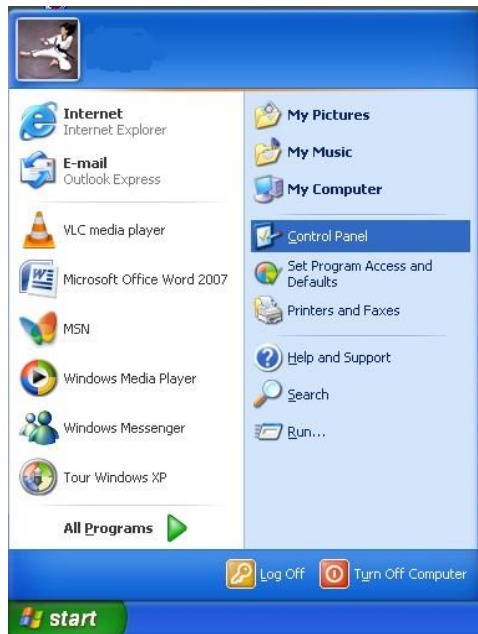 Internet
Internet Explorer
E-mail
Outlook Express
VLC media player
Microsoft Office Word 2007
MSN
Windows Media Player
Windows Messenger
Tour Windows XP
All Programs
My Pictures
My Music
My Computer
Control Panel
Set Program Access and
Defaults
Printers and Faxes
Help and Support
Search
Run...
Log Off
Turn Off Computer
start